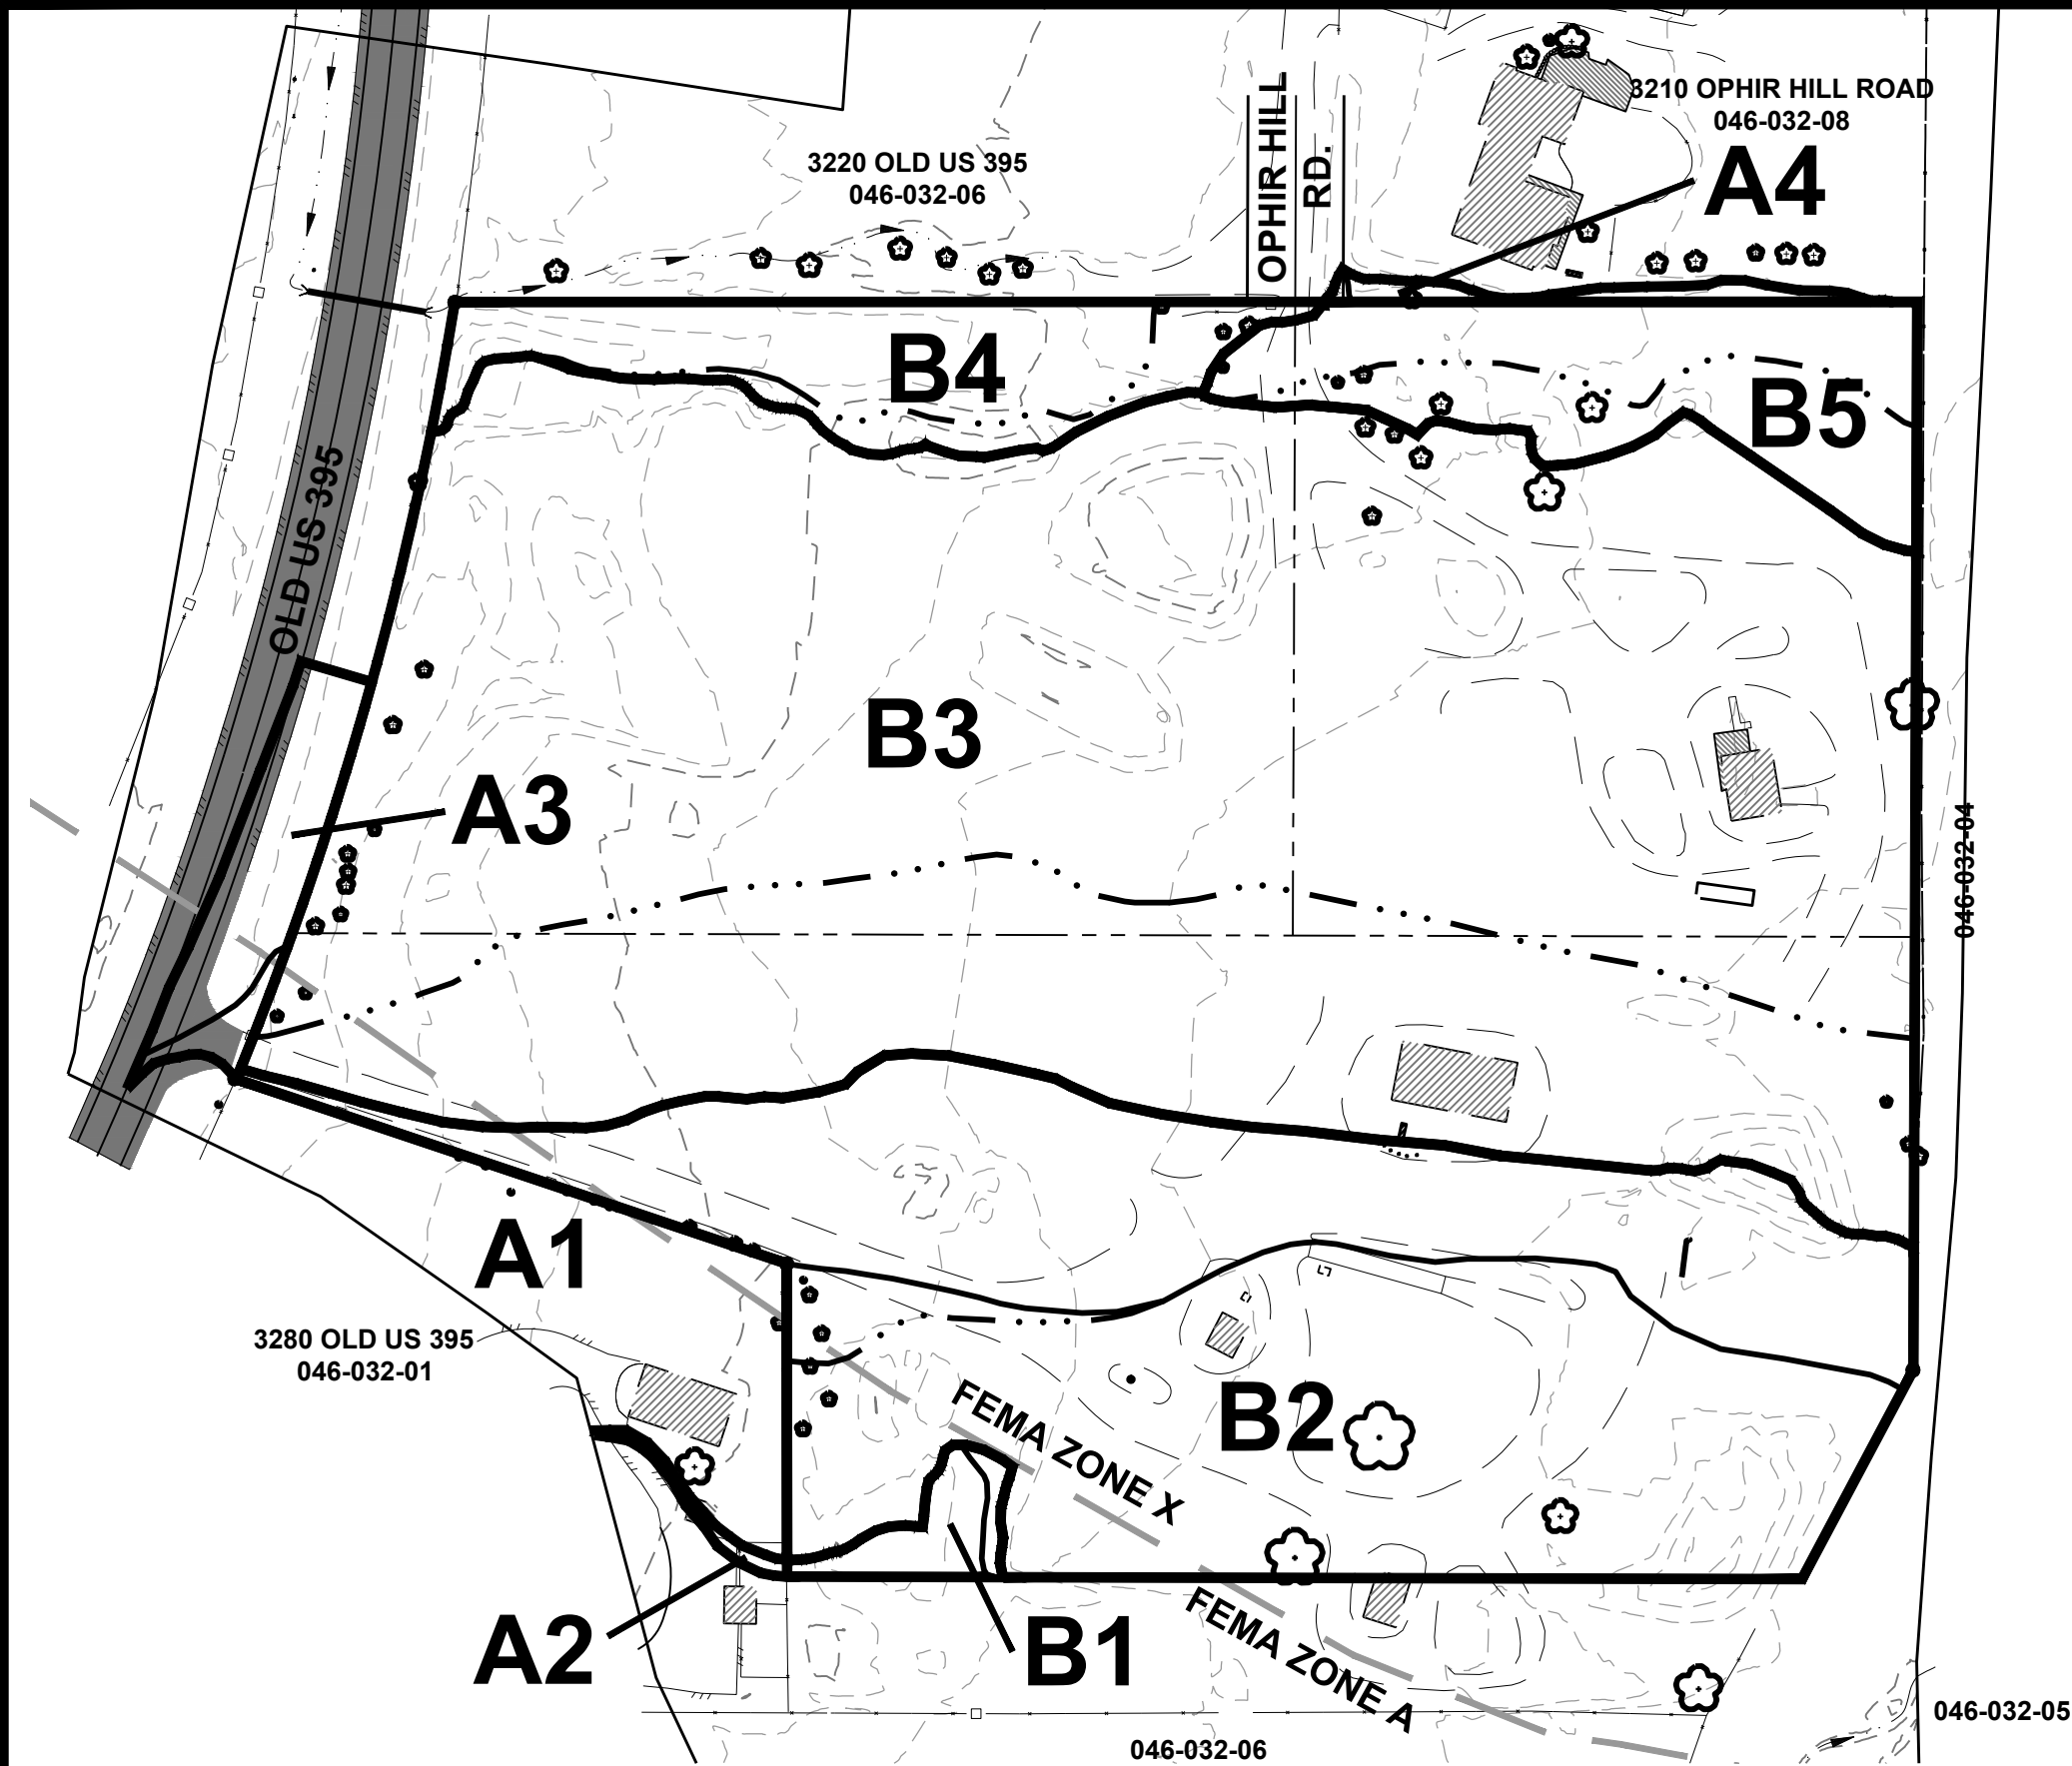 3210 OPHIR HILL ROAD
046-032-08
A4
3220 OLD US 395
046-032-06
OPHIR HILL
RD.
B4
B5
OLD US 395
B3
A3
046-032-04
A1
3280 OLD US 395
046-032-01
FEMA ZONE X
B2
FEMA ZONE A
A2
B1
046-032-05
046-032-06